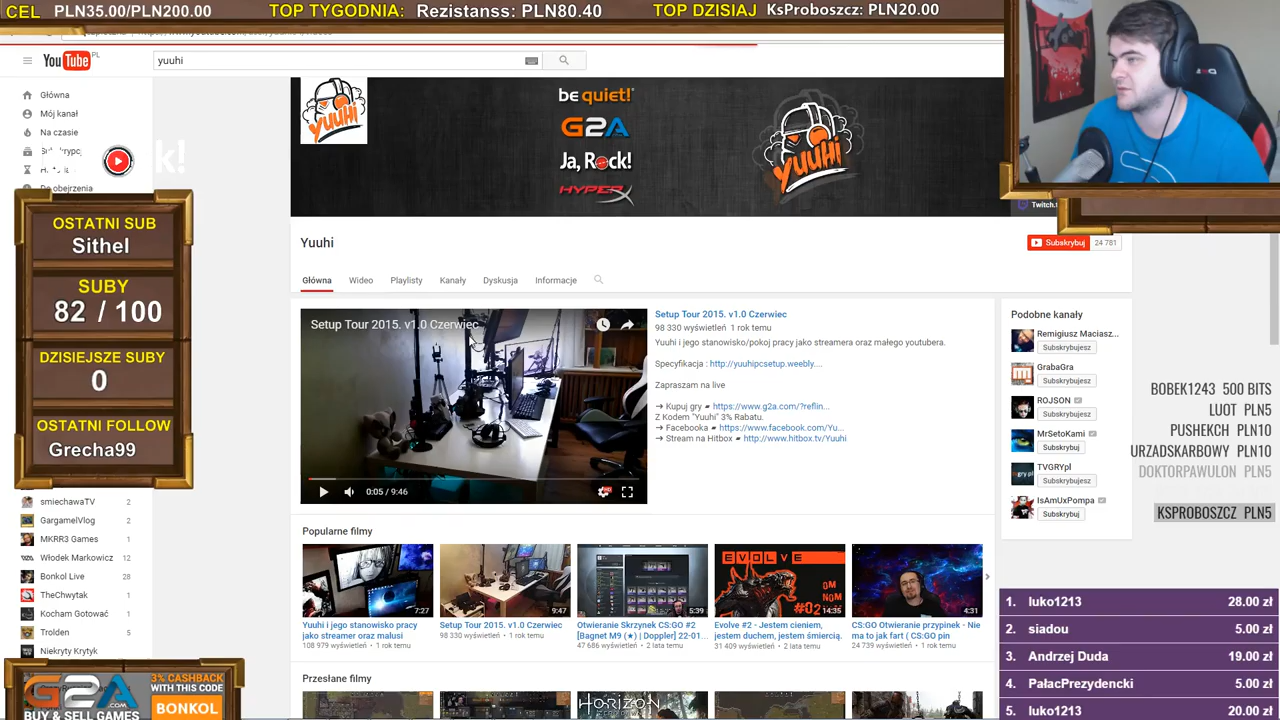 CEL PLN35.00/PLN200.00 TOP TYGODNIA: Rezistanss: PLN80.40 TOP DZISIAJ KsProboszcz: PLN20.00
YouTube PL
yuuhi
Główna
Mój kanał
Na czasie
Do obejrzenia
be quiet!
G2A
Ja, Rock!
HYPERX
YUUHI
YUUHI
Twitch.t
Yuuhi
Subskrybuj 24 781
Główna Wideo Playlisty Kanały Dyskusja Informacje
OSTATNI SUB
Sithel
SUBY
82 / 100
DZISIEJSZE SUBY
0
OSTATNI FOLLOW
Grecha99
Setup Tour 2015. v1.0 Czerwiec
0:05 / 9:46
Setup Tour 2015. v1.0 Czerwiec
98 330 wyświetleń 1 rok temu
Yuuhi i jego stanowisko/pokoj pracy jako streamera oraz małego youtubera.
Specyfikacja : http://yuuhipcsetup.weebly....
Zapraszam na live
➜ Kupuj gry ▰ https://www.g2a.com/?reflin...
Z Kodem "Yuuhi" 3% Rabatu.
➜ Facebooka ▰ https://www.facebook.com/Yu...
➜ Stream na Hitbox ▰ http://www.hitbox.tv/Yuuhi
Podobne kanały
Remigiusz Maciasz...
Subskrybujesz
GrabaGra
Subskrybujesz
ROJSON
Subskrybujesz
MrSetoKami
Subskrybuj
TVGRYpl
Subskrybujesz
IsAmUxPompa
Subskrybuj
BOBEK1243 500 BITS
LUOT PLN5
PUSHEKCH PLN10
URZADSKARBOWY PLN10
DOKTORPAWULON PLN5
KSPROBOSZCZ PLN5
smiechawaTV 2
GargamelVlog 2
MKRR3 Games 1
Włodek Markowicz 12
Bonkol Live 28
TheChwytak 1
Kocham Gotować 1
Trolden 1
Niekryty Krytyk
Popularne filmy
7:27
Yuuhi i jego stanowisko pracy
jako streamer oraz malusi
108 979 wyświetleń • 1 rok temu
9:47
Setup Tour 2015. v1.0 Czerwiec
98 330 wyświetleń • 1 rok temu
5:39
Otwieranie Skrzynek CS:GO #2
[Bagnet M9 (★) | Doppler] 22-01...
47 686 wyświetleń • 2 lata temu
EVOLVE
OM NOM
#02
14:35
Evolve #2 - Jestem cieniem,
jestem duchem, jestem śmiercią.
31 409 wyświetleń • 2 lata temu
4:31
CS:GO Otwieranie przypinek - Nie
ma to jak fart ( CS:GO pin
24 739 wyświetleń • 1 rok temu
Przesłane filmy
HORIZON
G2A.COM
BUY & SELL GAMES
3% CASHBACK
WITH THIS CODE
BONKOL
1. luko1213 28.00 zł
2. siadou 5.00 zł
3. Andrzej Duda 19.00 zł
4. PałacPrezydencki 5.00 zł
5. luko1213 20.00 zł